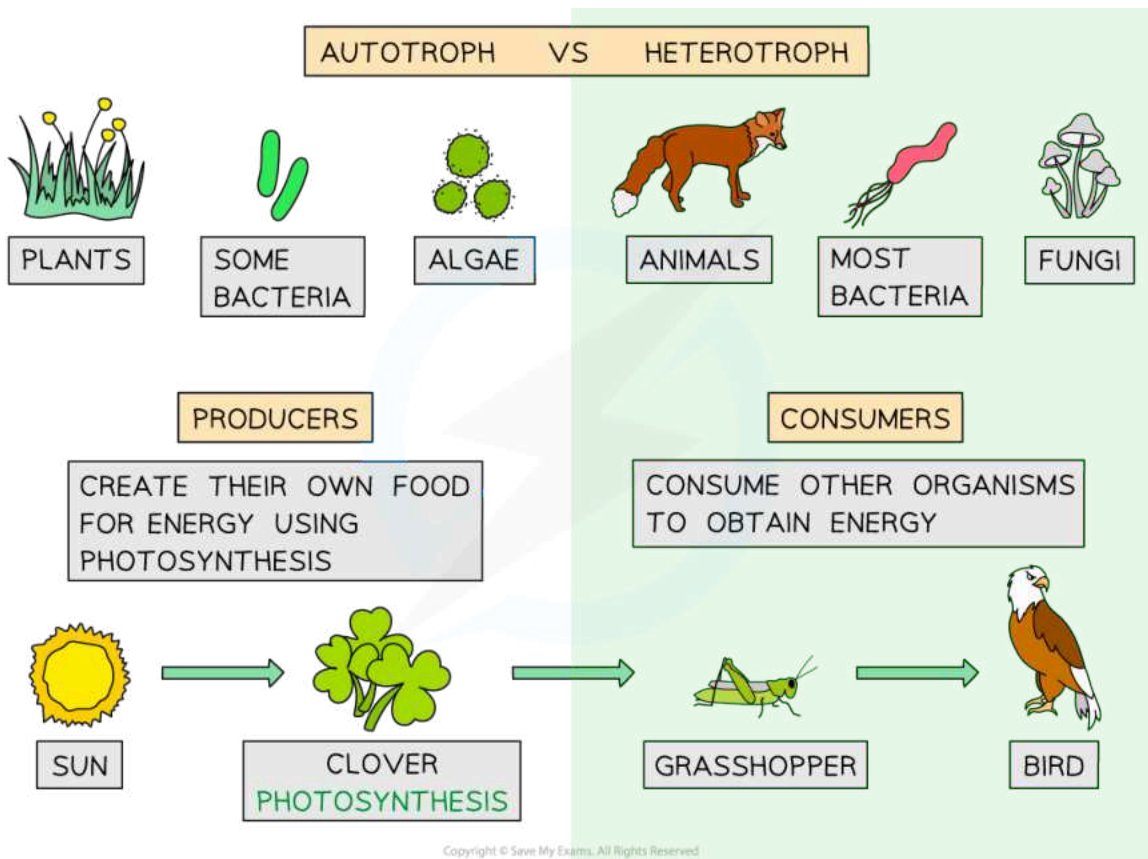 AUTOTROPH VS HETEROTROPH
PLANTS
SOME
BACTERIA
ALGAE
ANIMALS
MOST
BACTERIA
FUNGI
PRODUCERS
CREATE THEIR OWN FOOD
FOR ENERGY USING
PHOTOSYNTHESIS
CONSUMERS
CONSUME OTHER ORGANISMS
TO OBTAIN ENERGY
SUN
CLOVER
PHOTOSYNTHESIS
GRASSHOPPER
BIRD
Copyright © Save My Exams. All Rights Reserved